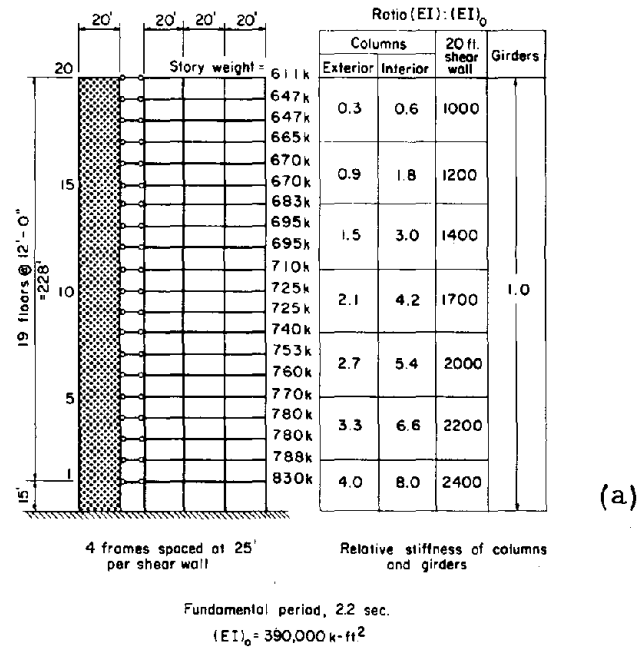 20' 20' 20' 20'
Ratio (EI) : (EI)₀
Columns
20 ft. shear wall
Girders
Exterior Interior
Story weight =
20
611k
647k
647k
665k
670k
15
670k
683k
695k
695k
710k
10
725k
725k
740k
753k
760k
5
770k
780k
780k
788k
1
830k
19 floors @ 12'-0"
=228'
15'
0.3 0.6 1000
0.9 1.8 1200
1.5 3.0 1400
2.1 4.2 1700
2.7 5.4 2000
3.3 6.6 2200
4.0 8.0 2400
1.0
(a)
4 frames spaced at 25'
per shear wall
Relative stiffness of columns
and girders
Fundamental period, 2.2 sec.
(EI)₀ = 390,000 k-ft²